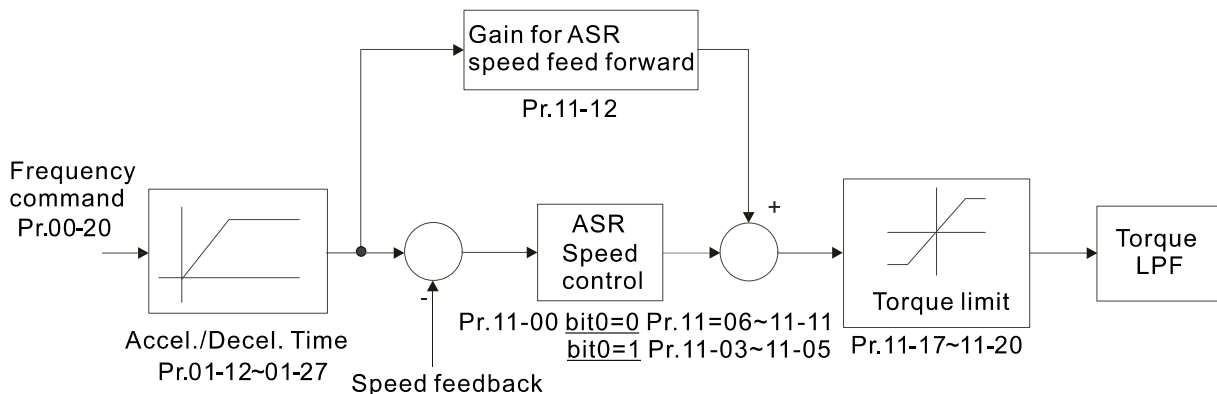 Gain for ASR
speed feed forward
Pr.11-12
Frequency
command
Pr.00-20
Accel./Decel. Time
Pr.01-12~01-27
-
Speed feedback
ASR
Speed
control
Pr.11-00 bit0=0 Pr.11=06~11-11
bit0=1 Pr.11-03~11-05
+
Torque limit
Pr.11-17~11-20
Torque
LPF